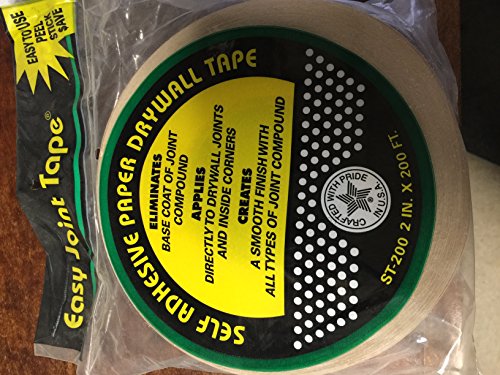 EASY TO USE
PEEL
STICK
$AVE
Easy Joint Tape®
SELF ADHESIVE PAPER DRYWALL TAPE
ELIMINATES
BASE COAT OF JOINT
COMPOUND
APPLIES
DIRECTLY TO DRYWALL JOINTS
AND INSIDE CORNERS
CREATES
A SMOOTH FINISH WITH
ALL TYPES OF JOINT COMPOUND
CRAFTED WITH PRIDE
IN U.S.A.
ST-200 2 IN. X 200 FT.